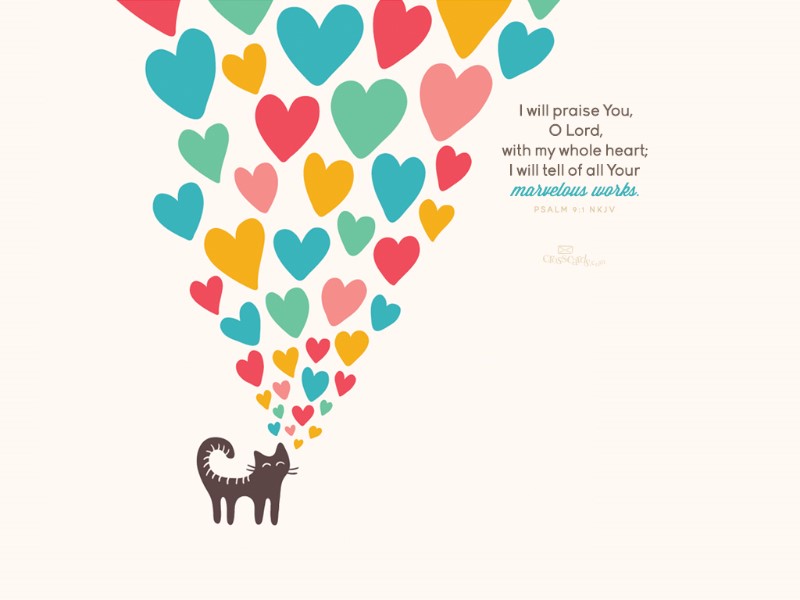 I will praise You,
O Lord,
with my whole heart;
I will tell of all Your
marvelous works.
PSALM 9:1 NKJV